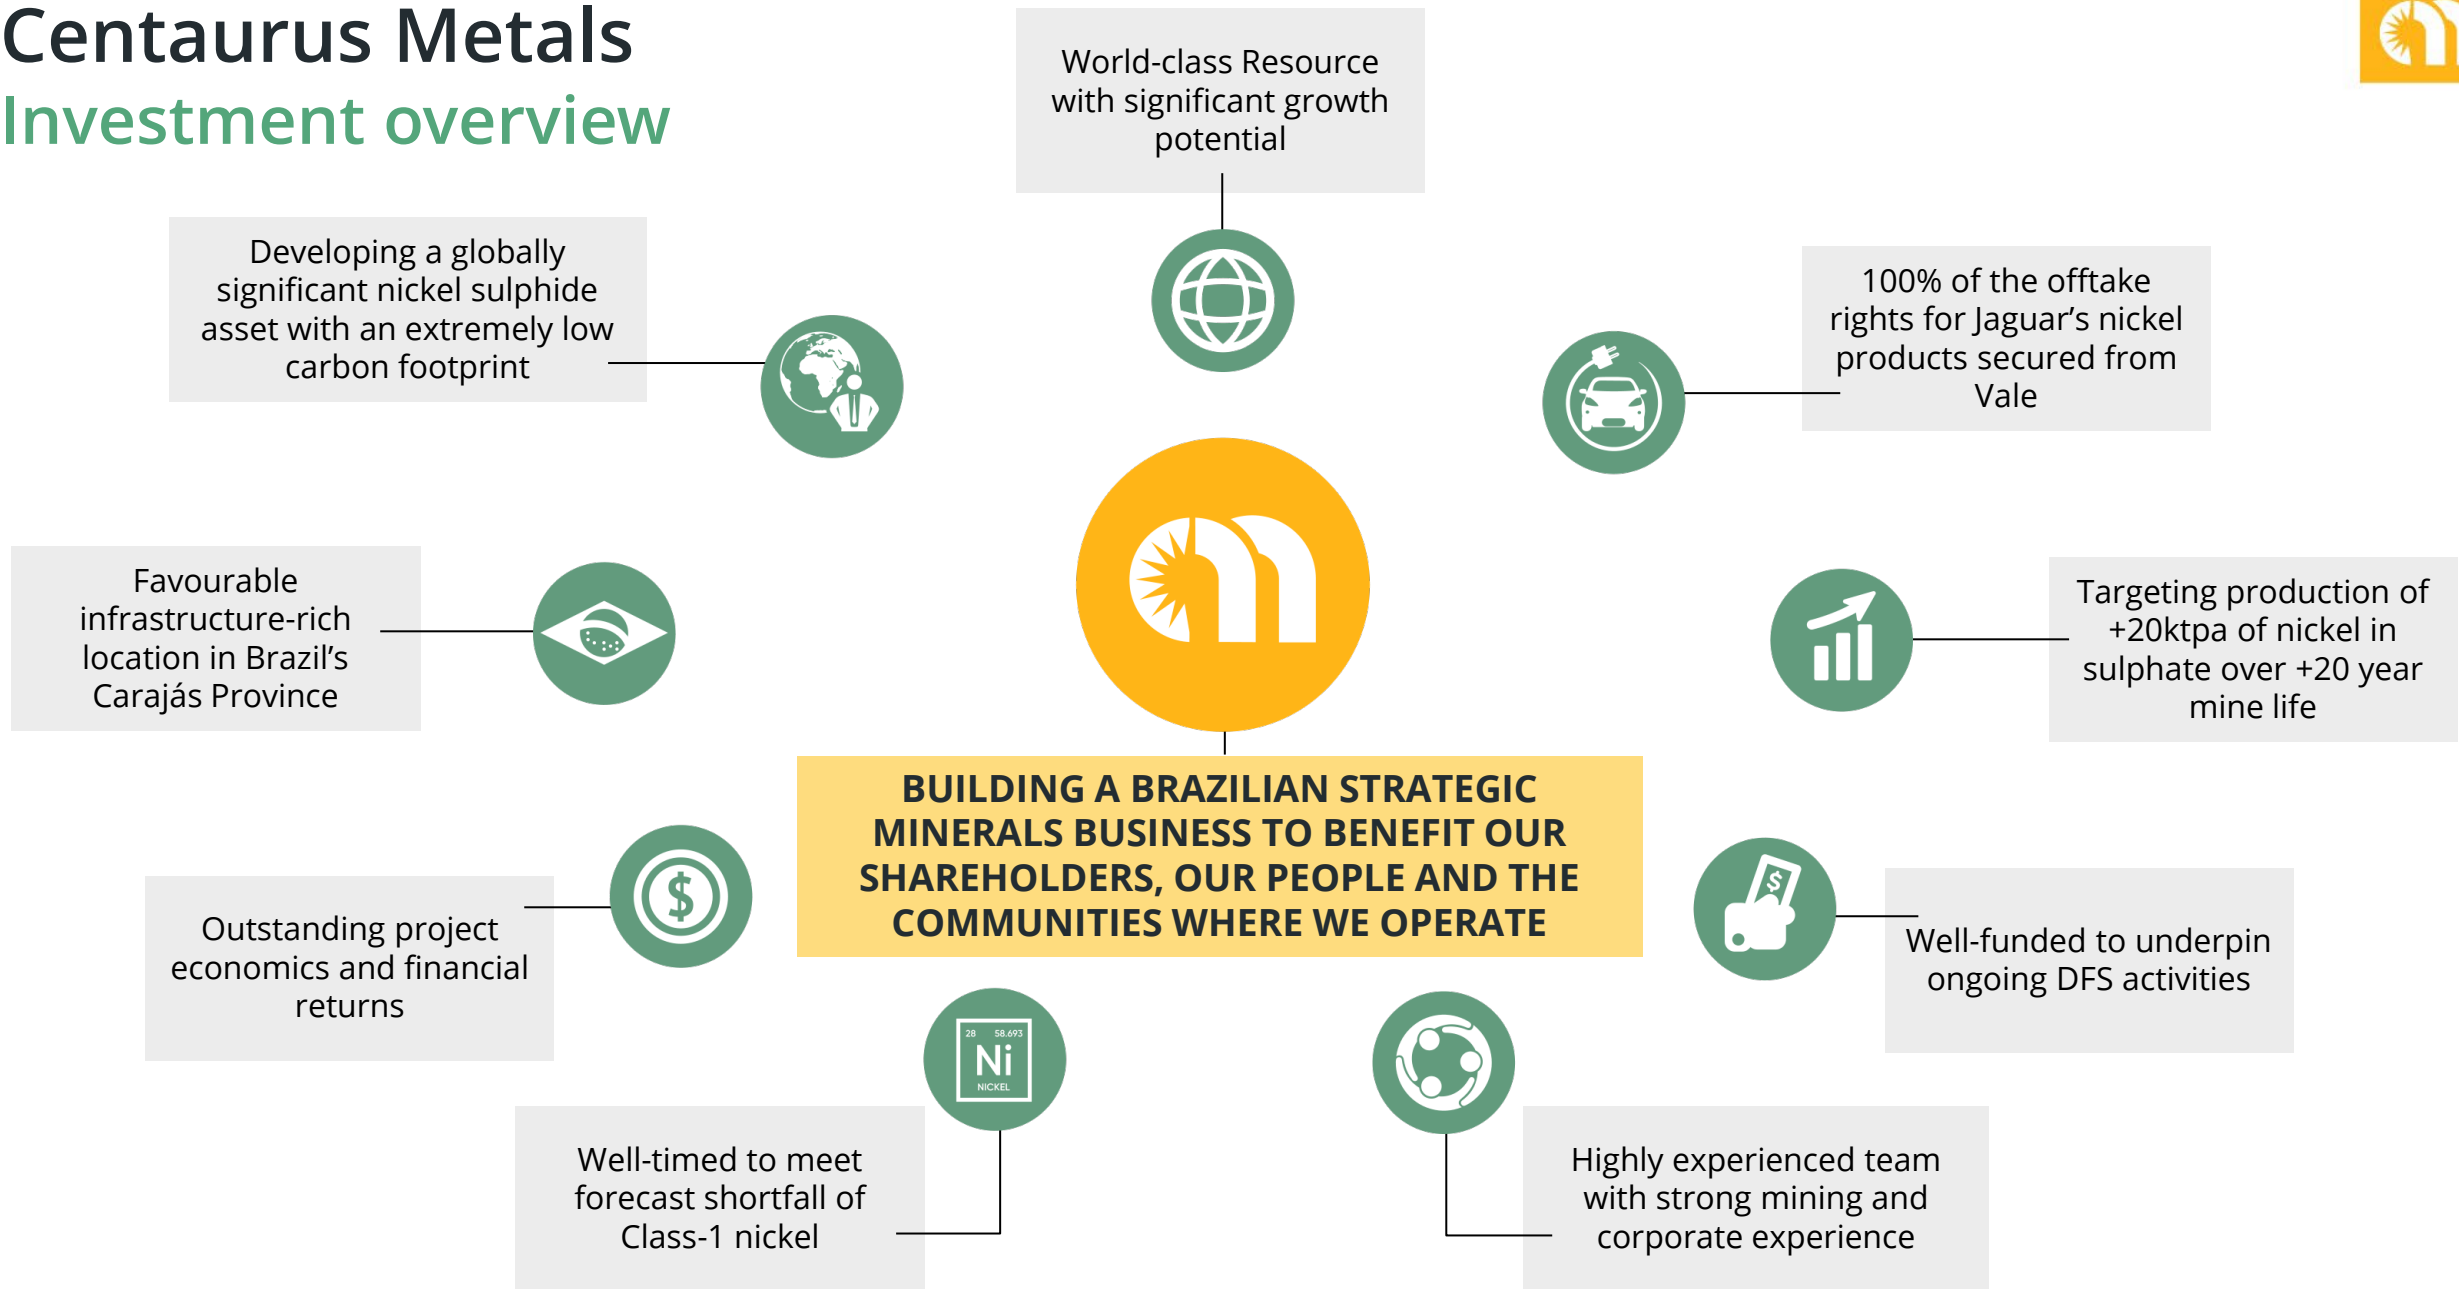 Centaurus Metals
Investment overview
World-class Resource
with significant growth
potential
Developing a globally
significant nickel sulphide
asset with an extremely low
carbon footprint
100% of the offtake
rights for Jaguar’s nickel
products secured from
Vale
Favourable
infrastructure-rich
location in Brazil’s
Carajás Province
Targeting production of
+20ktpa of nickel in
sulphate over +20 year
mine life
BUILDING A BRAZILIAN STRATEGIC
MINERALS BUSINESS TO BENEFIT OUR
SHAREHOLDERS, OUR PEOPLE AND THE
COMMUNITIES WHERE WE OPERATE
$
Outstanding project
economics and financial
returns
$
Well-funded to underpin
ongoing DFS activities
28 58.693
Ni
NICKEL
Well-timed to meet
forecast shortfall of
Class-1 nickel
Highly experienced team
with strong mining and
corporate experience